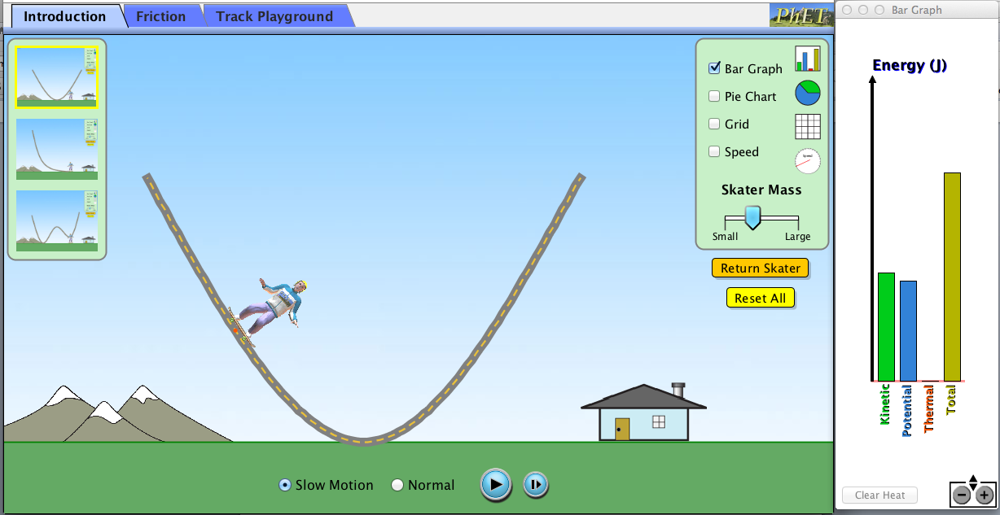 Introduction
Friction
Track Playground
PhET
Bar Graph
Pie Chart
Grid
Speed
Speed
Skater Mass
Small
Large
Return Skater
Reset All
Slow Motion
Normal
Bar Graph
Energy (J)
Kinetic
Potential
Thermal
Total
Clear Heat